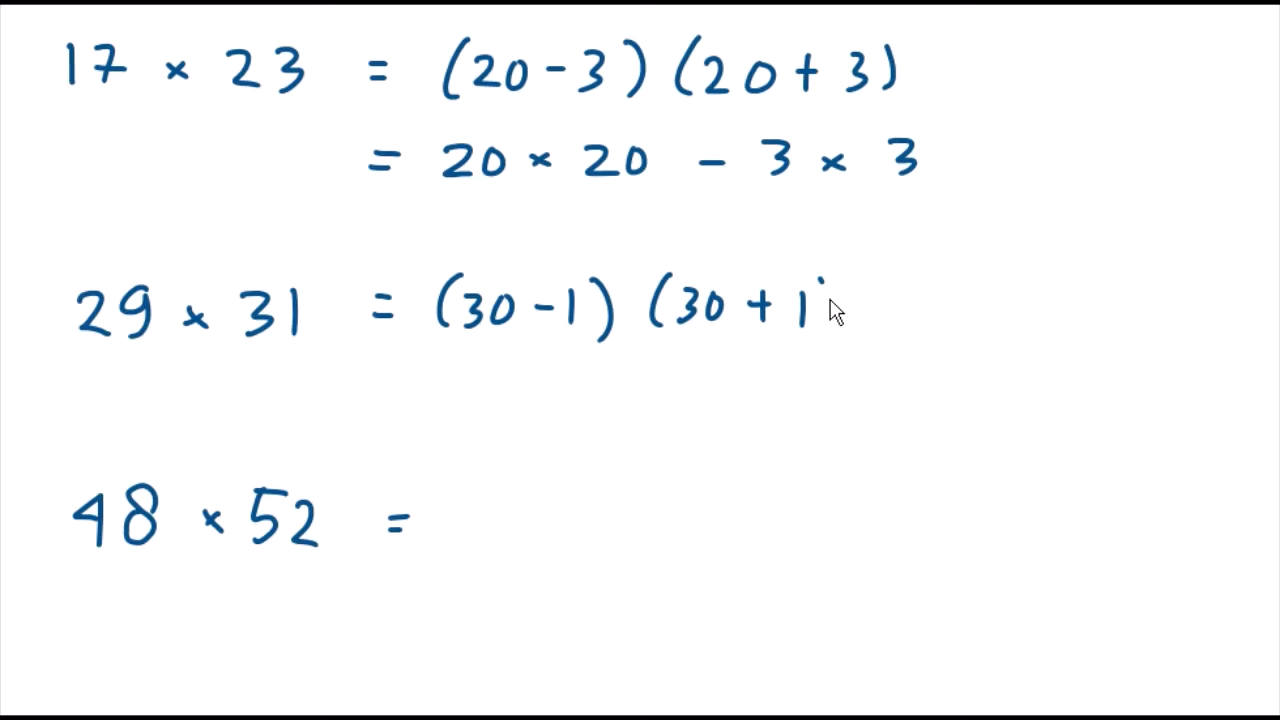 17 × 23 = (20 - 3) (20 + 3)
= 20 × 20 - 3 × 3
29 × 31 = (30 - 1) (30 + 1
48 × 52 =